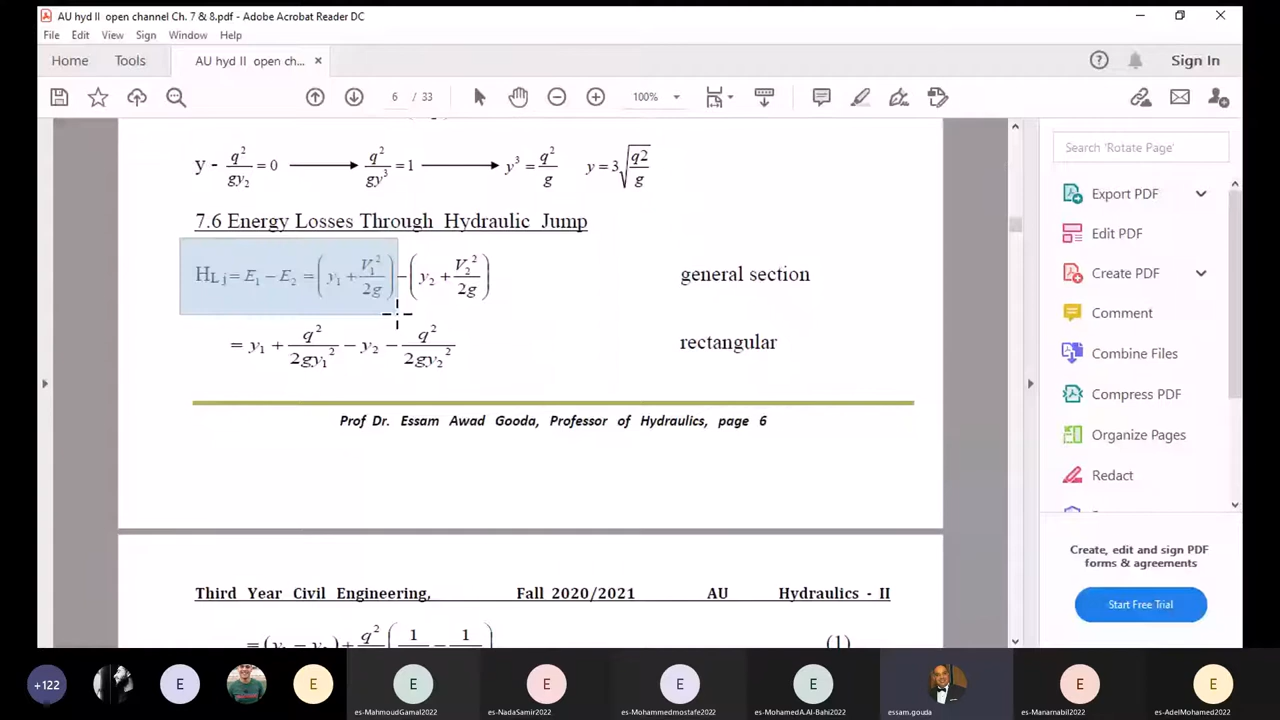 AU hyd II open channel Ch. 7 & 8.pdf - Adobe Acrobat Reader DC
File Edit View Sign Window Help
Home Tools AU hyd II open ch... × Sign In
6 / 33 100%
Search 'Rotate Page'
y - q²/gy₂ = 0 ⟶ q²/gy³ = 1 ⟶ y³ = q²/g y = 3√(q2/g)
7.6 Energy Losses Through Hydraulic Jump
H_L j = E₁ − E₂ = (y₁ + V₁²/2g) − (y₂ + V₂²/2g) general section
= y₁ + q²/2gy₁² − y₂ − q²/2gy₂² rectangular
Prof Dr. Essam Awad Gooda, Professor of Hydraulics, page 6
Third Year Civil Engineering, Fall 2020/2021 AU Hydraulics - II
(1)
Export PDF
Edit PDF
Create PDF
Comment
Combine Files
Compress PDF
Organize Pages
Redact
Create, edit and sign PDF
forms & agreements
Start Free Trial
+122 E E E E E E E E
es-MahmoudGamal2022 es-NadaSamir2022 es-Mohammedmostafe2022 es-MohamedA.Al-Bahi2022 essam.gouda es-Manarnabil2022 es-AdelMohamed2022